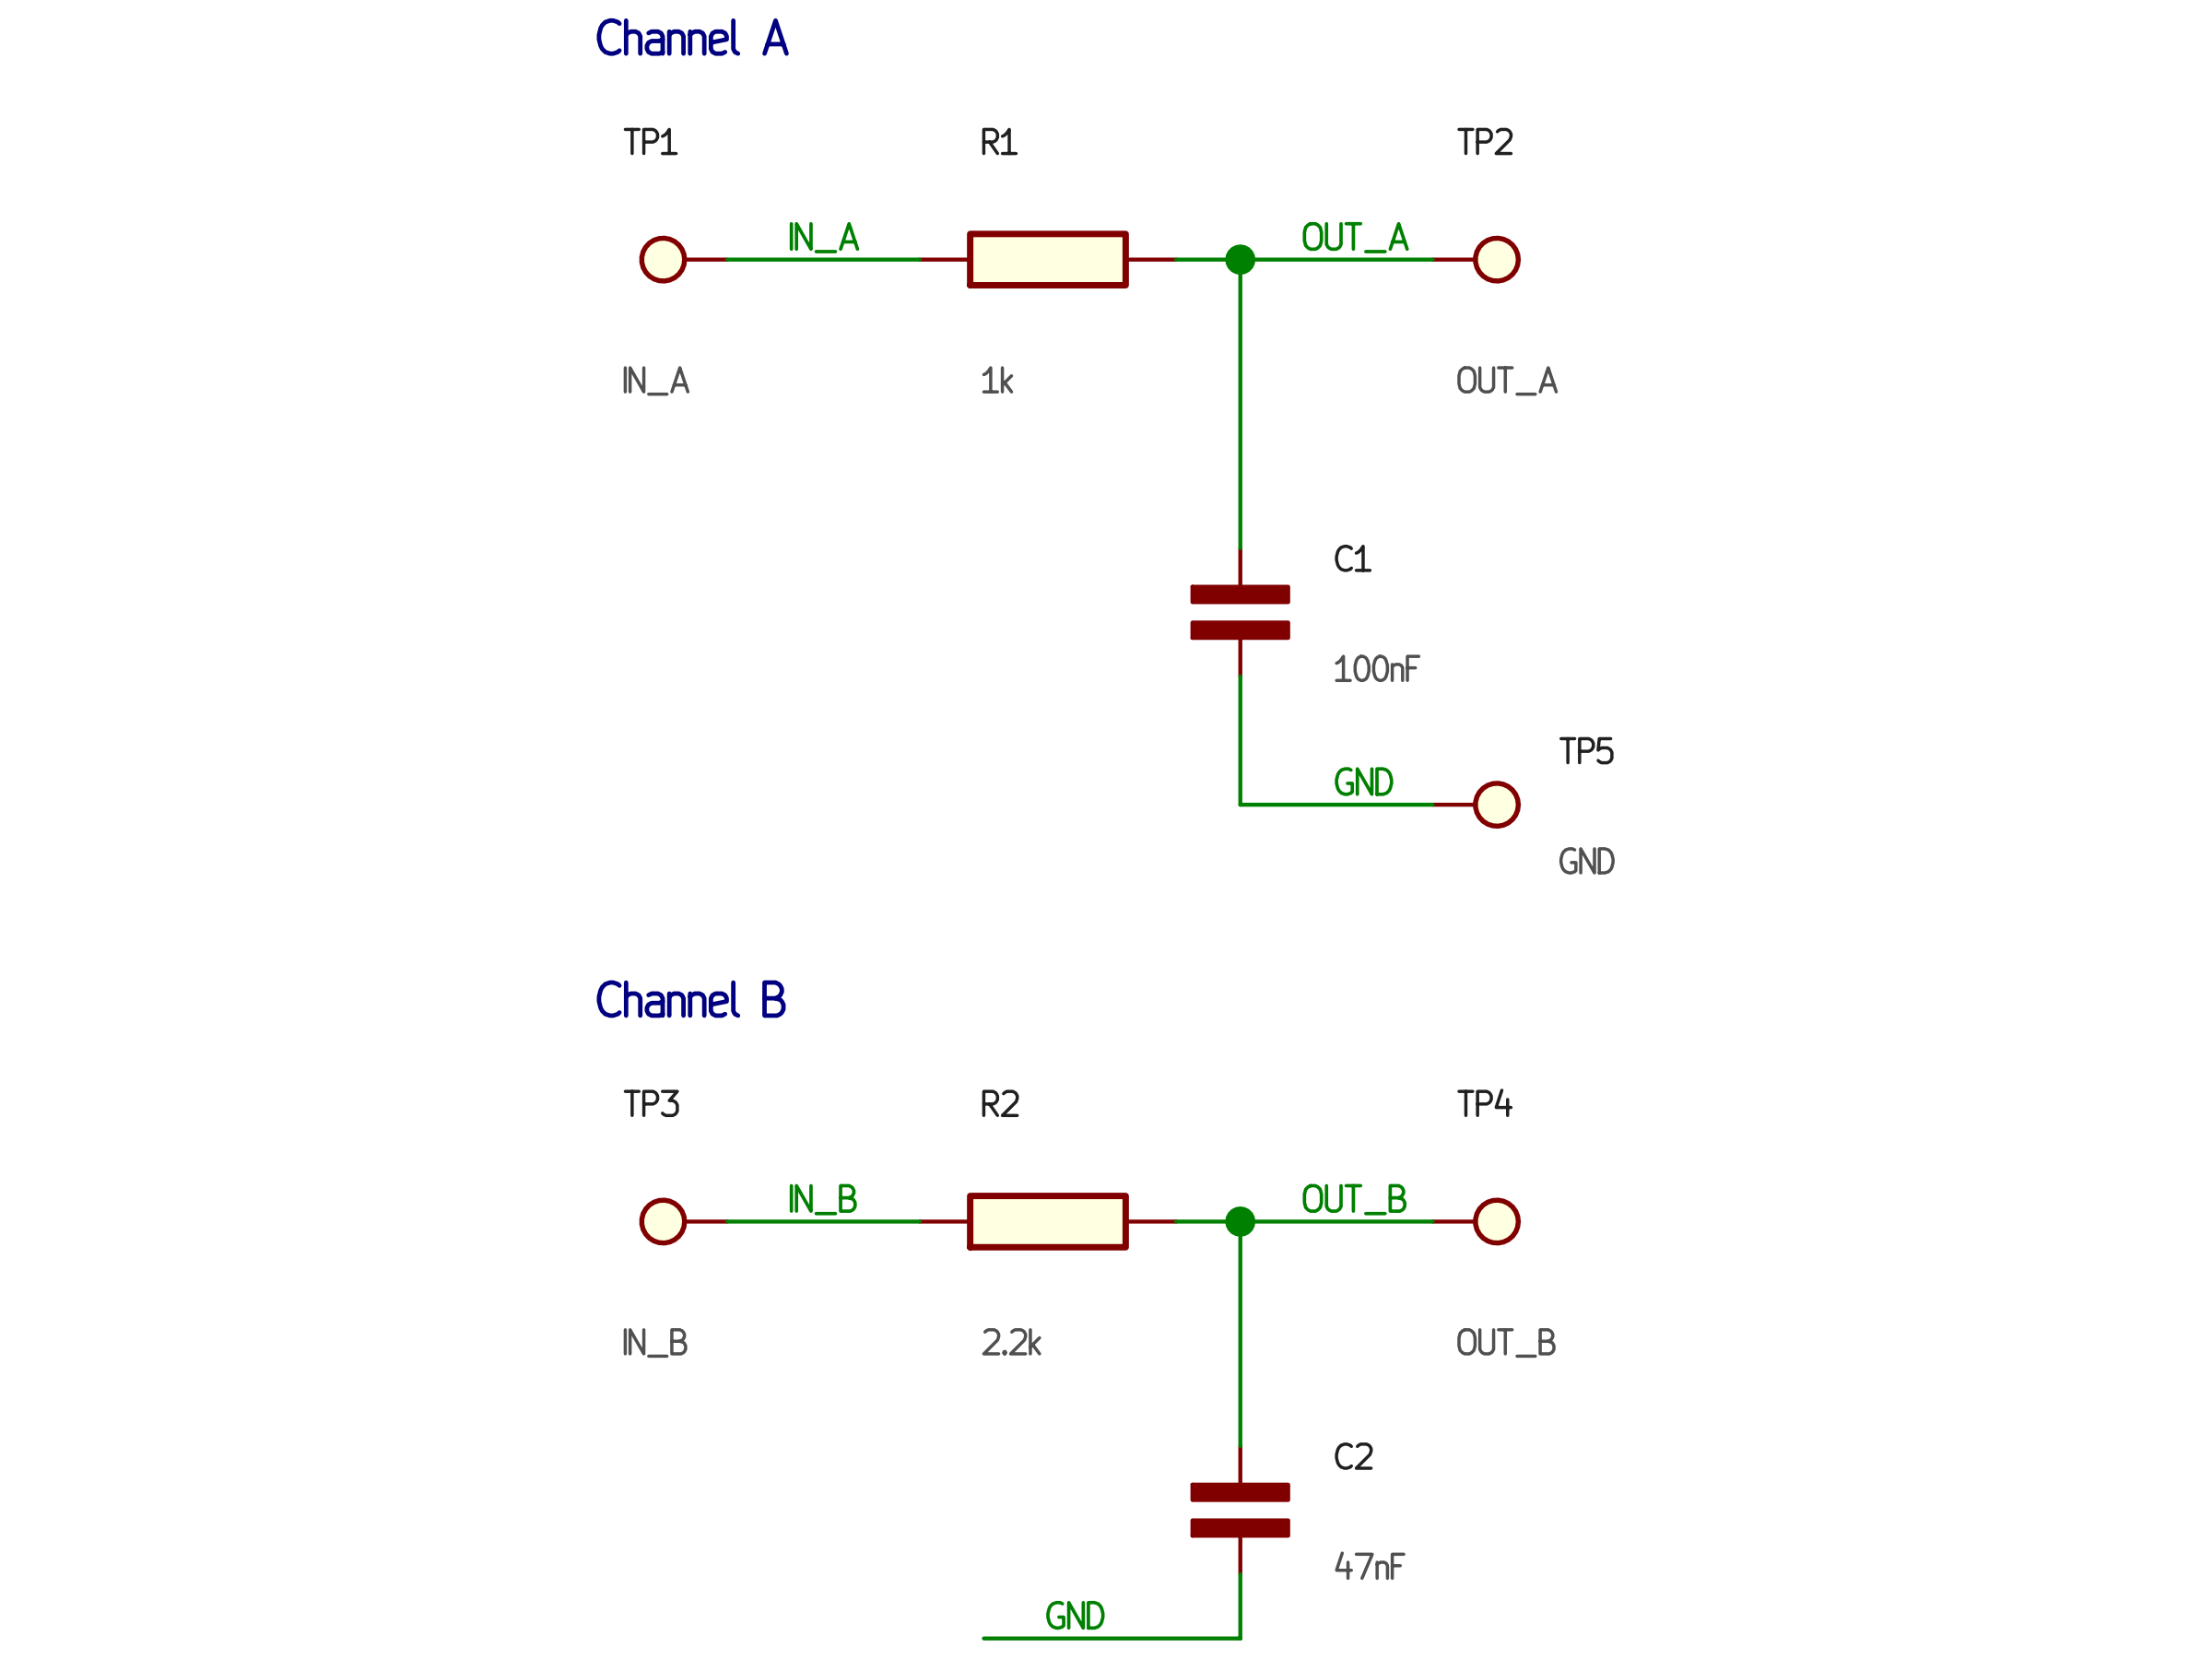 Channel A
TP1 R1 TP2
IN_A OUT_A
IN_A 1k OUT_A
C1
100nF
TP5
GND
GND
Channel B
TP3 R2 TP4
IN_B OUT_B
IN_B 2.2k OUT_B
C2
47nF
GND